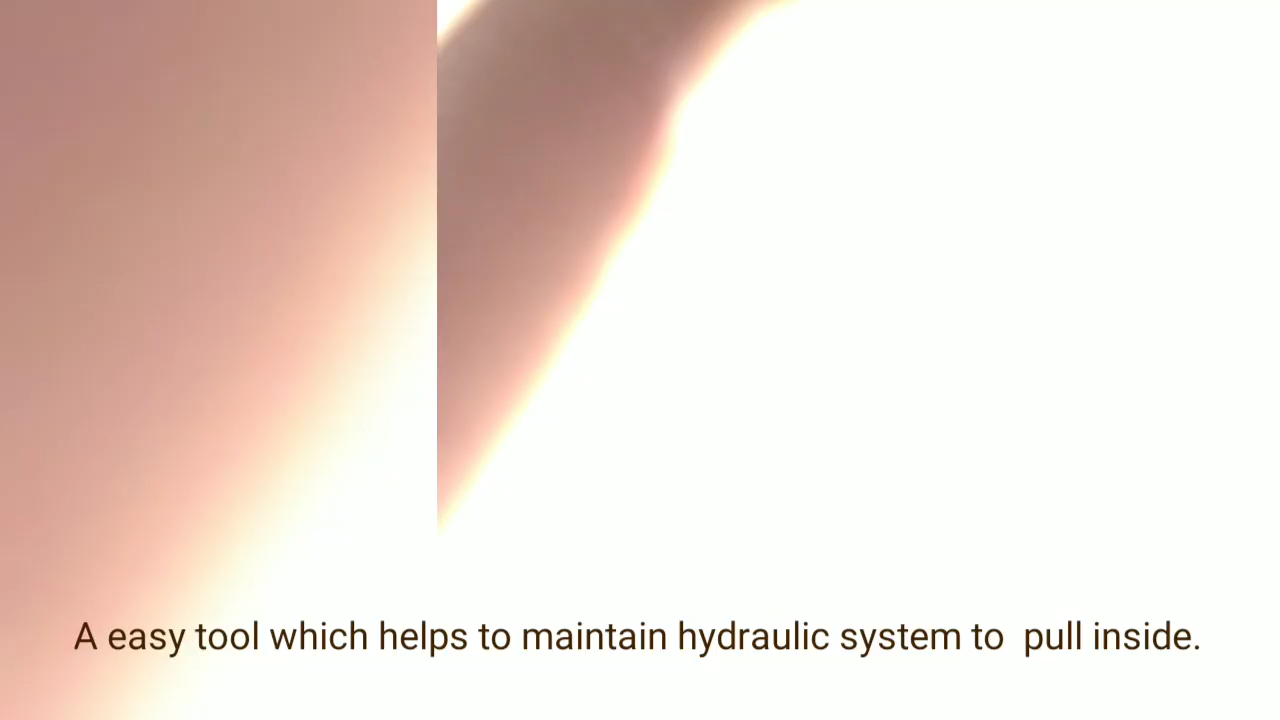 A easy tool which helps to maintain hydraulic system to  pull inside.